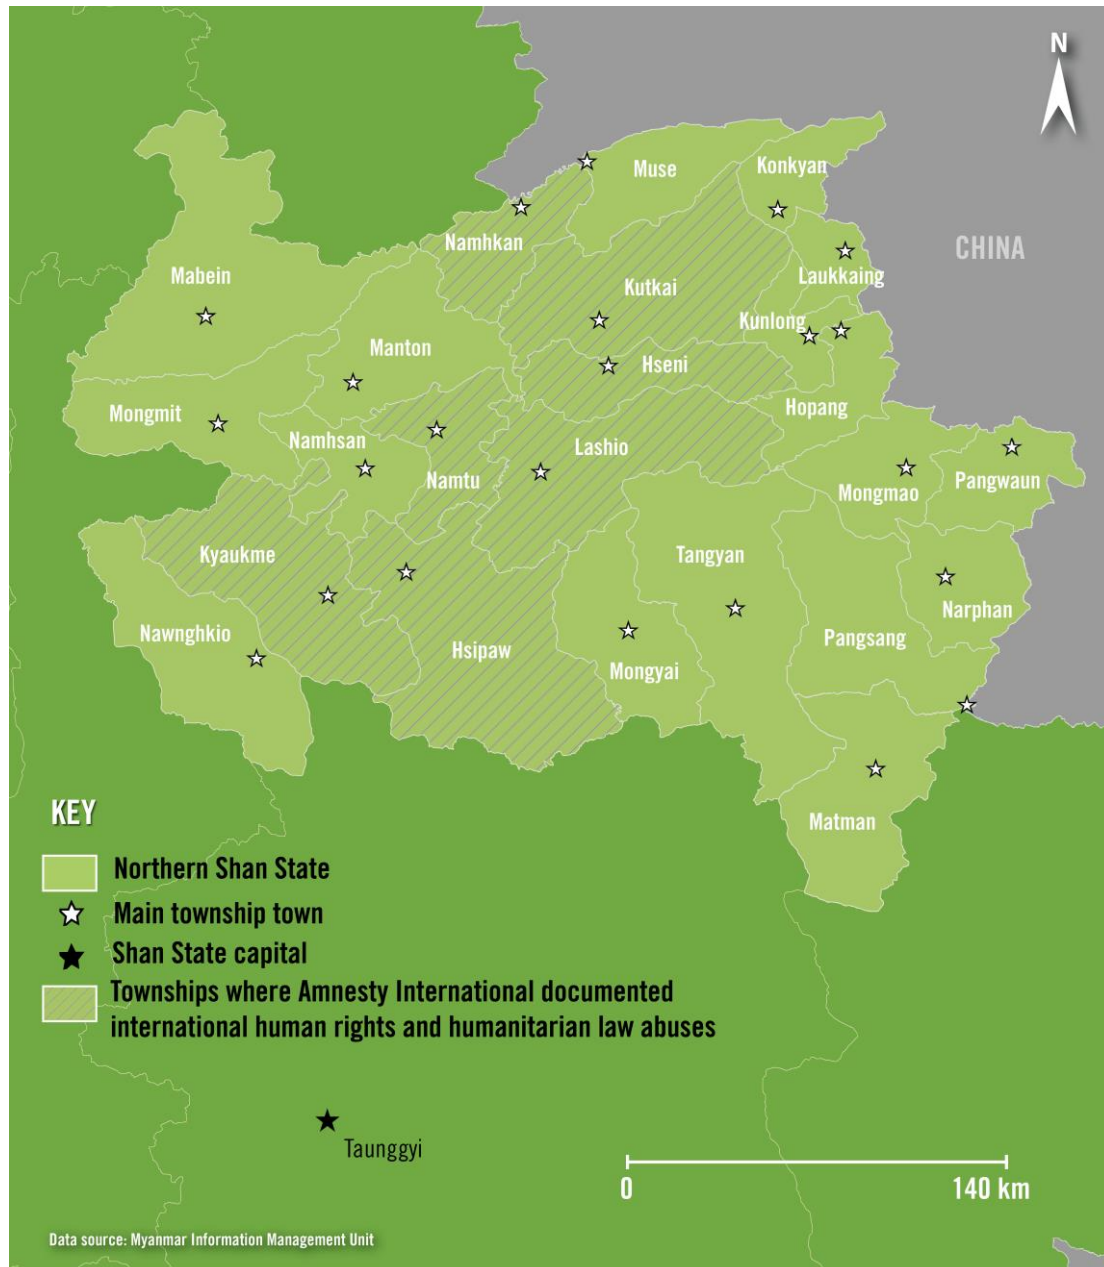 N
Muse
Konkyan
Namhkan
CHINA
Mabein
Laukkaing
Kutkai
Kunlong
Manton
Hseni
Mongmit
Hopang
Namhsan
Lashio
Namtu
Mongmao
Pangwaun
Kyaukme
Tangyan
Narphan
Nawnghkio
Pangsang
Hsipaw
Mongyai
Matman
KEY
Northern Shan State
Main township town
Shan State capital
Townships where Amnesty International documented
international human rights and humanitarian law abuses
Taunggyi
0
140 km
Data source: Myanmar Information Management Unit